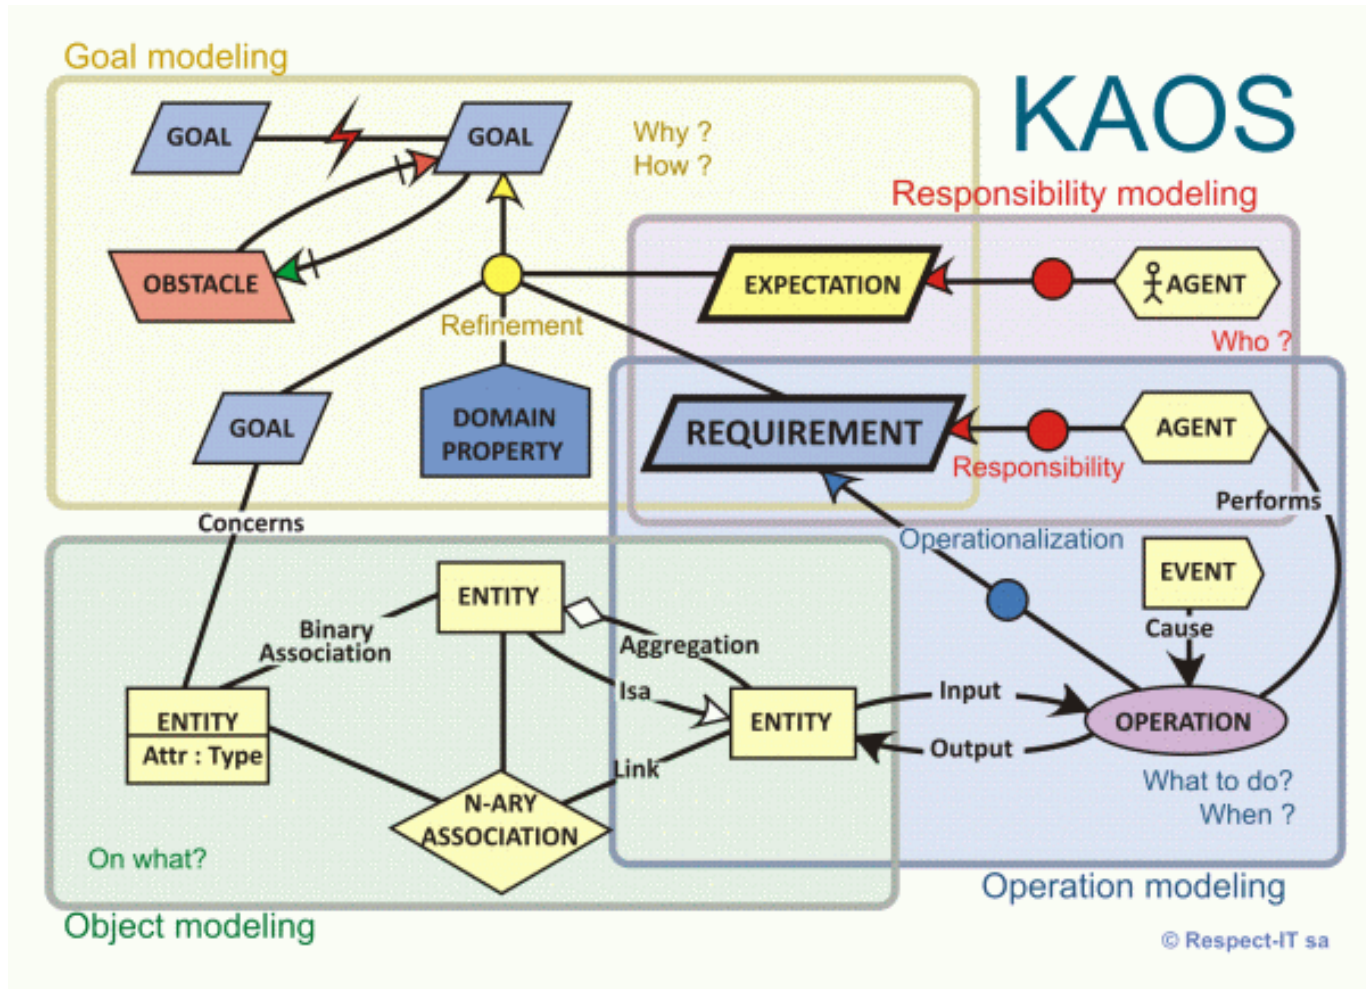 Goal modeling
KAOS
GOAL
GOAL
Why ?
How ?
Responsibility modeling
OBSTACLE
EXPECTATION
AGENT
Refinement
Who ?
GOAL
DOMAIN
PROPERTY
REQUIREMENT
AGENT
Responsibility
Performs
Concerns
Operationalization
EVENT
ENTITY
Cause
Binary
Association
Aggregation
Isa
Input
ENTITY
Attr : Type
ENTITY
OPERATION
Output
Link
N-ARY
ASSOCIATION
What to do?
When ?
On what?
Operation modeling
Object modeling
© Respect-IT sa